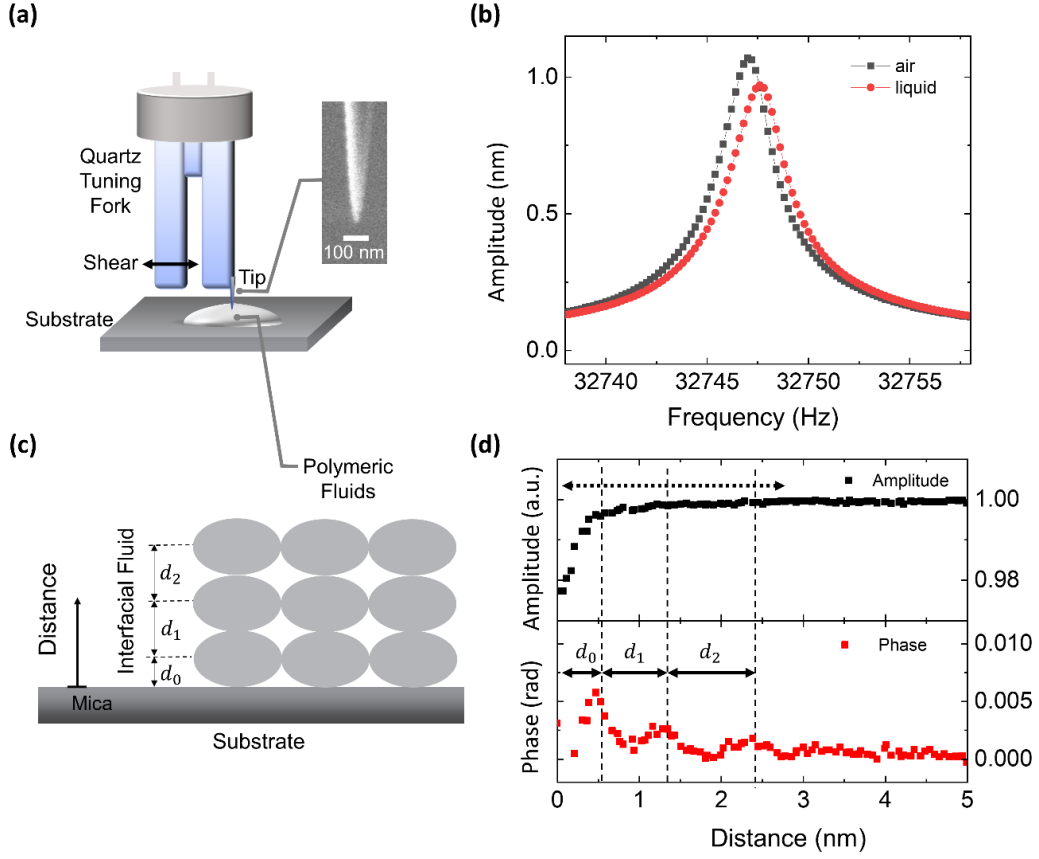 (a)
Quartz
Tuning
Fork
Shear
Tip
100 nm
Substrate
Polymeric
Fluids
(b)
Amplitude (nm)
1.0
0.5
0.0
air
liquid
32740
32745
32750
32755
Frequency (Hz)
(c)
Distance
Interfacial Fluid
d₂
d₁
d₀
Mica
Substrate
(d)
Amplitude (a.u.)
Amplitude
1.00
0.98
Phase (rad)
d₀
d₁
d₂
Phase
0.010
0.005
0.000
0
1
2
3
4
5
Distance (nm)